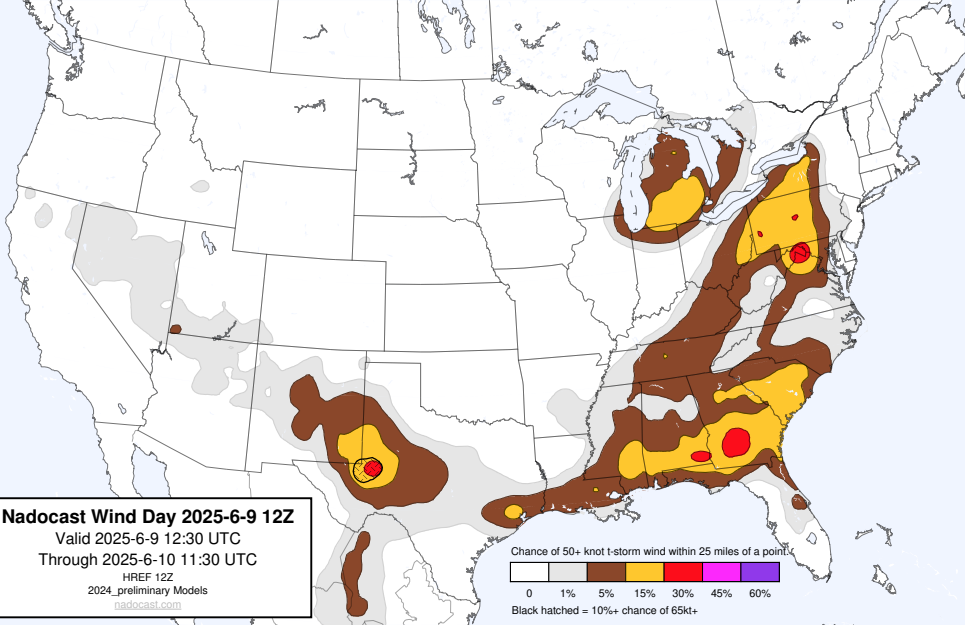 Nadocast Wind Day 2025-6-9 12Z
Valid 2025-6-9 12:30 UTC
Through 2025-6-10 11:30 UTC
HREF 12Z
2024_preliminary Models
nadocast.com
Chance of 50+ knot t-storm wind within 25 miles of a point.
0 1% 5% 15% 30% 45% 60%
Black hatched = 10%+ chance of 65kt+